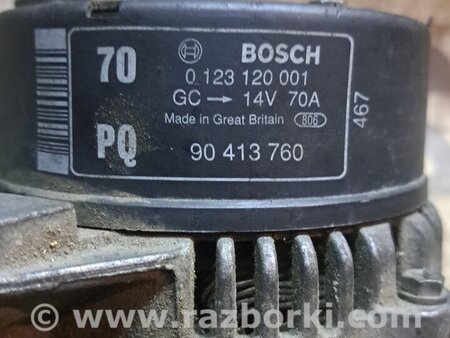 70
BOSCH
0 123 120 001
GC → 14V 70A
Made in Great Britain 806
467
PQ
90 413 760
© www.razborki.com